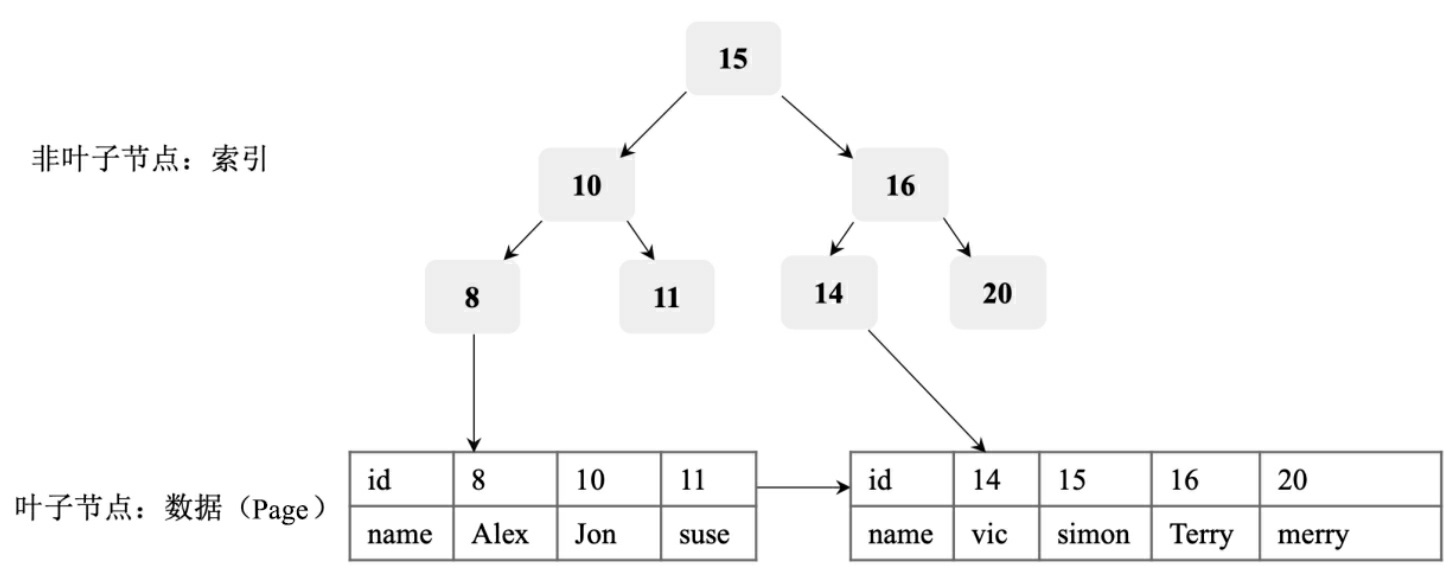 15
非叶子节点：索引
10 16
8 11 14 20
叶子节点：数据（Page）
id 8 10 11
name Alex Jon suse
id 14 15 16 20
name vic simon Terry merry